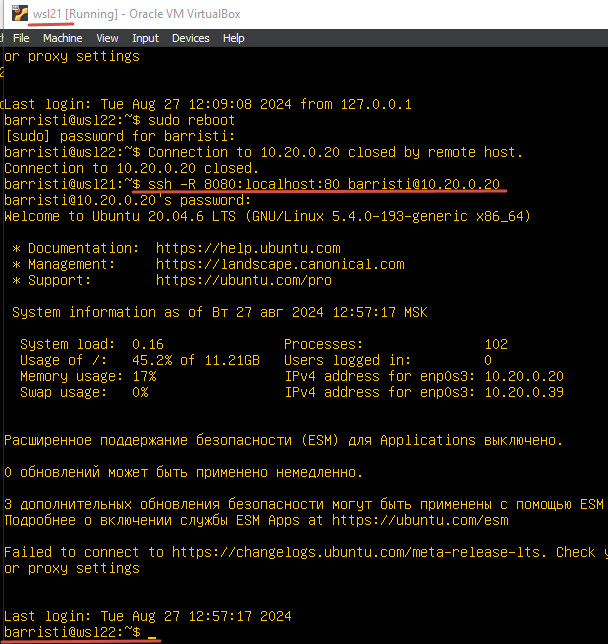 wsl21 [Running] - Oracle VM VirtualBox
File Machine View Input Devices Help
or proxy settings
Last login: Tue Aug 27 12:09:08 2024 from 127.0.0.1
barristi@wsl22:~$ sudo reboot
[sudo] password for barristi:
barristi@wsl22:~$ Connection to 10.20.0.20 closed by remote host.
Connection to 10.20.0.20 closed.
barristi@wsl21:~$ ssh -R 8080:localhost:80 barristi@10.20.0.20
barristi@10.20.0.20's password:
Welcome to Ubuntu 20.04.6 LTS (GNU/Linux 5.4.0-193-generic x86_64)
* Documentation: https://help.ubuntu.com
* Management: https://landscape.canonical.com
* Support: https://ubuntu.com/pro
System information as of Вт 27 авг 2024 12:57:17 MSK
System load: 0.16 Processes: 102
Usage of /: 45.2% of 11.21GB Users logged in: 0
Memory usage: 17% IPv4 address for enp0s3: 10.20.0.20
Swap usage: 0% IPv4 address for enp0s3: 10.20.0.39
Расширенное поддержание безопасности (ESM) для Applications выключено.
0 обновлений может быть применено немедленно.
3 дополнительных обновления безопасности могут быть применены с помощью ESM
Подробнее о включении службы ESM Apps at https://ubuntu.com/esm
Failed to connect to https://changelogs.ubuntu.com/meta-release-lts. Check
or proxy settings
Last login: Tue Aug 27 12:57:17 2024
barristi@wsl22:~$ _